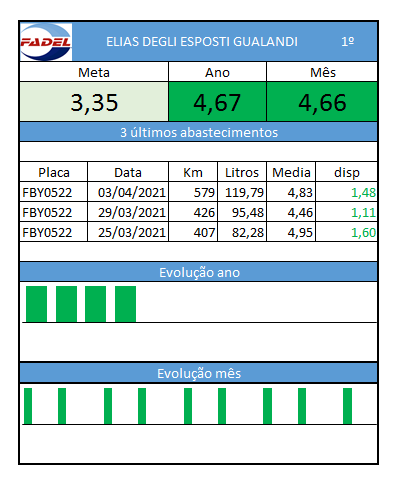 FADEL
ELIAS DEGLI ESPOSTI GUALANDI 1º
Meta Ano Mês
3,35 4,67 4,66
3 últimos abastecimentos
Placa Data Km Litros Media disp
FBY0522 03/04/2021 579 119,79 4,83 1,48
FBY0522 29/03/2021 426 95,48 4,46 1,11
FBY0522 25/03/2021 407 82,28 4,95 1,60
Evolução ano
Evolução mês